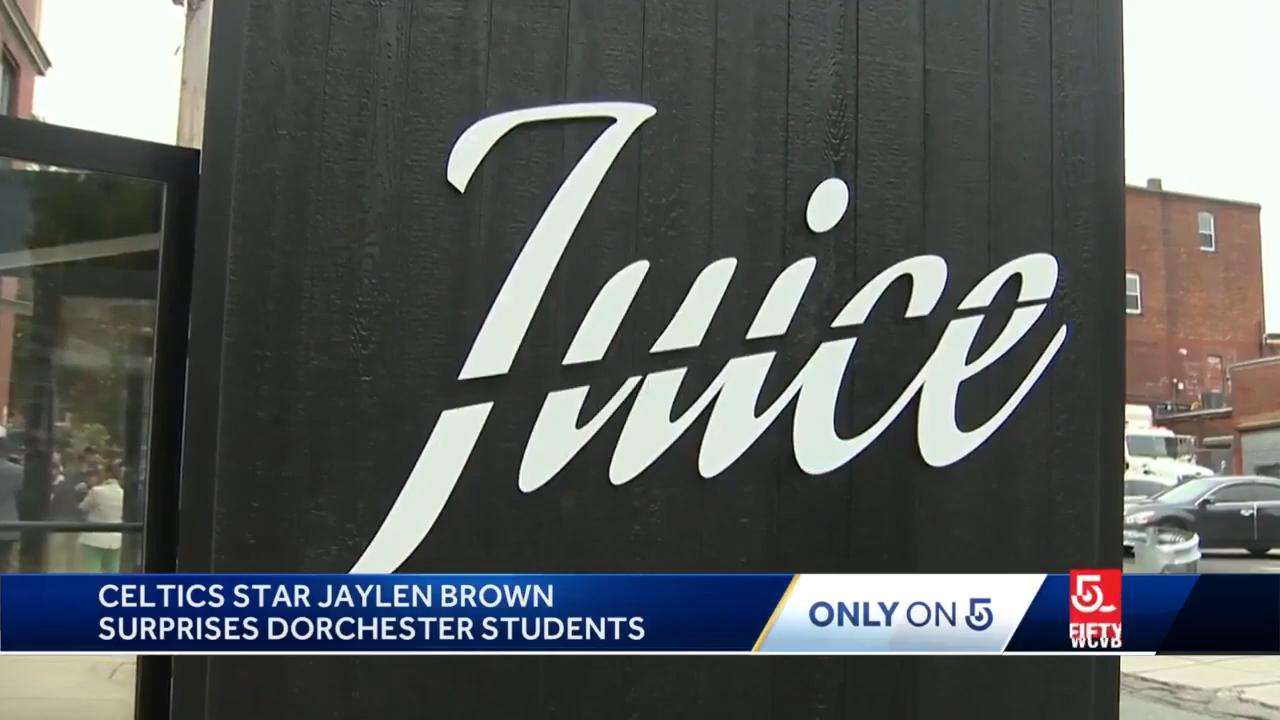 Juice
CELTICS STAR JAYLEN BROWN
SURPRISES DORCHESTER STUDENTS
ONLY ON 5
5
FIFTY
WCVB